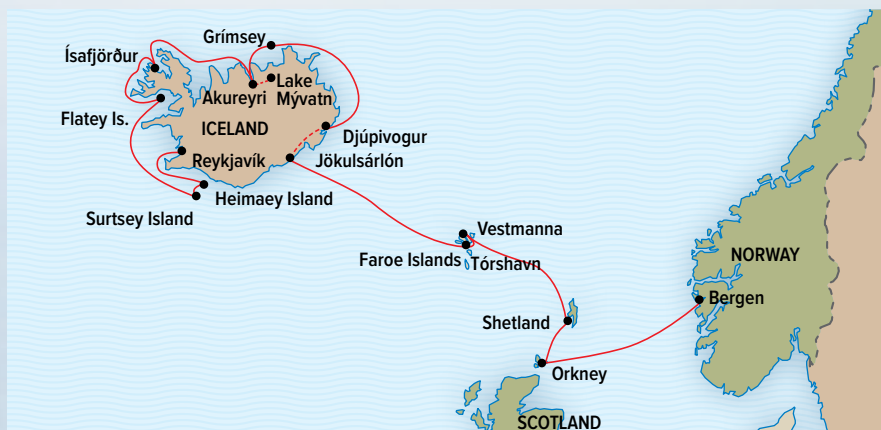 Grímsey
Ísafjörður
Lake
Mývatn
Akureyri
Flatey Is.
ICELAND
Djúpivogur
Reykjavík
Jökulsárlón
Heimaey Island
Surtsey Island
Vestmanna
Faroe Islands
Tórshavn
NORWAY
Bergen
Shetland
Orkney
SCOTLAND